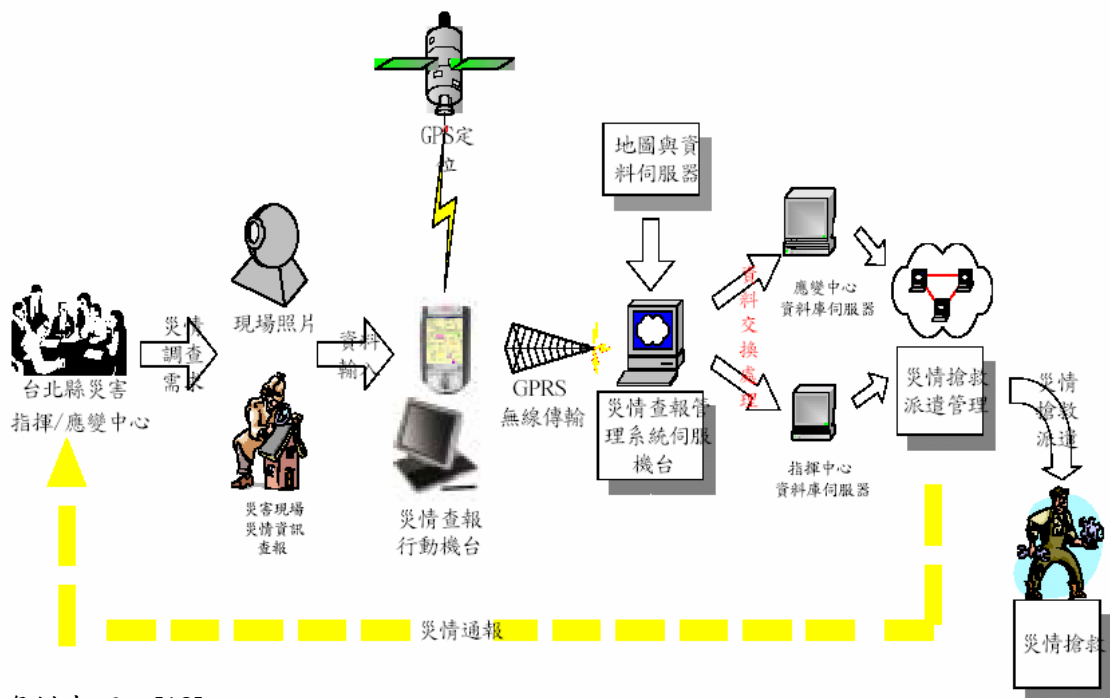 GPS定
位
地圖與資
料伺服器
應變中心
資料庫伺服器
資
料
交
換
處
理
現場照片
災情
調查
需求
資料
輸入
台北縣災害
指揮/應變中心
GPRS
無線傳輸
災情查報管
理系統伺服
機台
災情搶救
派遣管理
災情
搶救
派遣
指揮中心
資料庫伺服器
災害現場
災情資訊
查報
災情查報
行動機台
災情通報
災情搶救